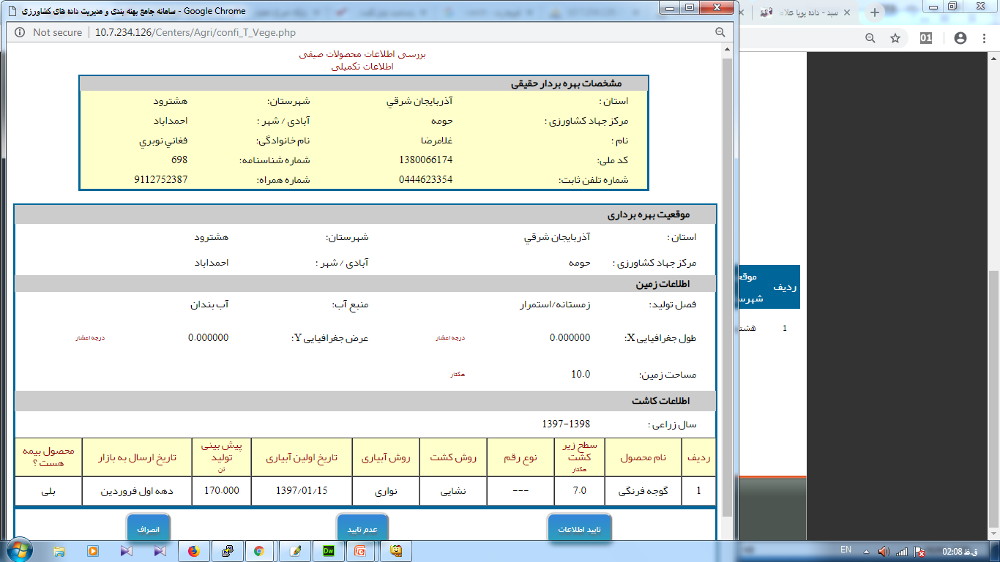 سامانه جامع پهنه بندی و مدیریت داده های کشاورزی - Google Chrome
سبد - داده پویا علامه
Not secure | 10.7.234.126/Centers/Agri/confi_T_Vege.php
01
بررسی اطلاعات محصولات صیفی
اطلاعات تکمیلی
مشخصات بهره بردار حقیقی
استان : آذربایجان شرقي شهرستان: هشترود
مرکز جهاد کشاورزی : حومه آبادی / شهر : احمداباد
نام : غلامرضا نام خانوادگی: فغاني نوبري
کد ملی: 1380066174 شماره شناسنامه: 698
شماره تلفن ثابت: 0444623354 شماره همراه: 9112752387
موقعیت بهره برداری
استان : آذربایجان شرقي شهرستان: هشترود
مرکز جهاد کشاورزی : حومه آبادی / شهر : احمداباد
اطلاعات زمین
فصل تولید: زمستانه/استمرار منبع آب: آب بندان
طول جغرافیایی X: 0.000000 درجه اعشار عرض جغرافیایی Y: 0.000000 درجه اعشار
مساحت زمین: 10.0 هکتار
اطلاعات کاشت
سال زراعی : 1397-1398
ردیف نام محصول سطح زیر کشت هکتار نوع رقم روش کشت روش آبیاری تاریخ اولین آبیاری پیش بینی تولید تن تاریخ ارسال به بازار محصول بیمه هست ؟
1 گوجه فرنگی 7.0 --- نشایی نواری 1397/01/15 170.000 دهه اول فروردین بلی
تایید اطلاعات عدم تایید انصراف
ردیف
1
EN
02:08 ق.ظ
Dw